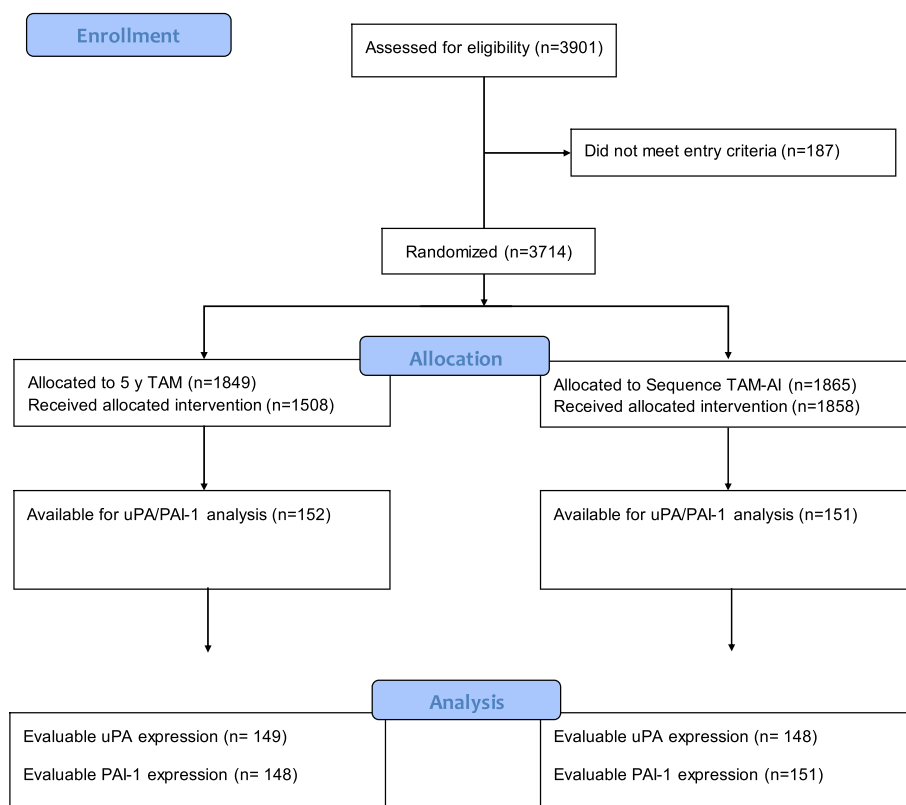 Enrollment
Assessed for eligibility (n=3901)
Did not meet entry criteria (n=187)
Randomized (n=3714)
Allocation
Allocated to 5 y TAM (n=1849)
Received allocated intervention (n=1508)
Allocated to Sequence TAM-AI (n=1865)
Received allocated intervention (n=1858)
Available for uPA/PAI-1 analysis (n=152)
Available for uPA/PAI-1 analysis (n=151)
Analysis
Evaluable uPA expression (n= 149)
Evaluable PAI-1 expression (n= 148)
Evaluable uPA expression (n= 148)
Evaluable PAI-1 expression (n=151)